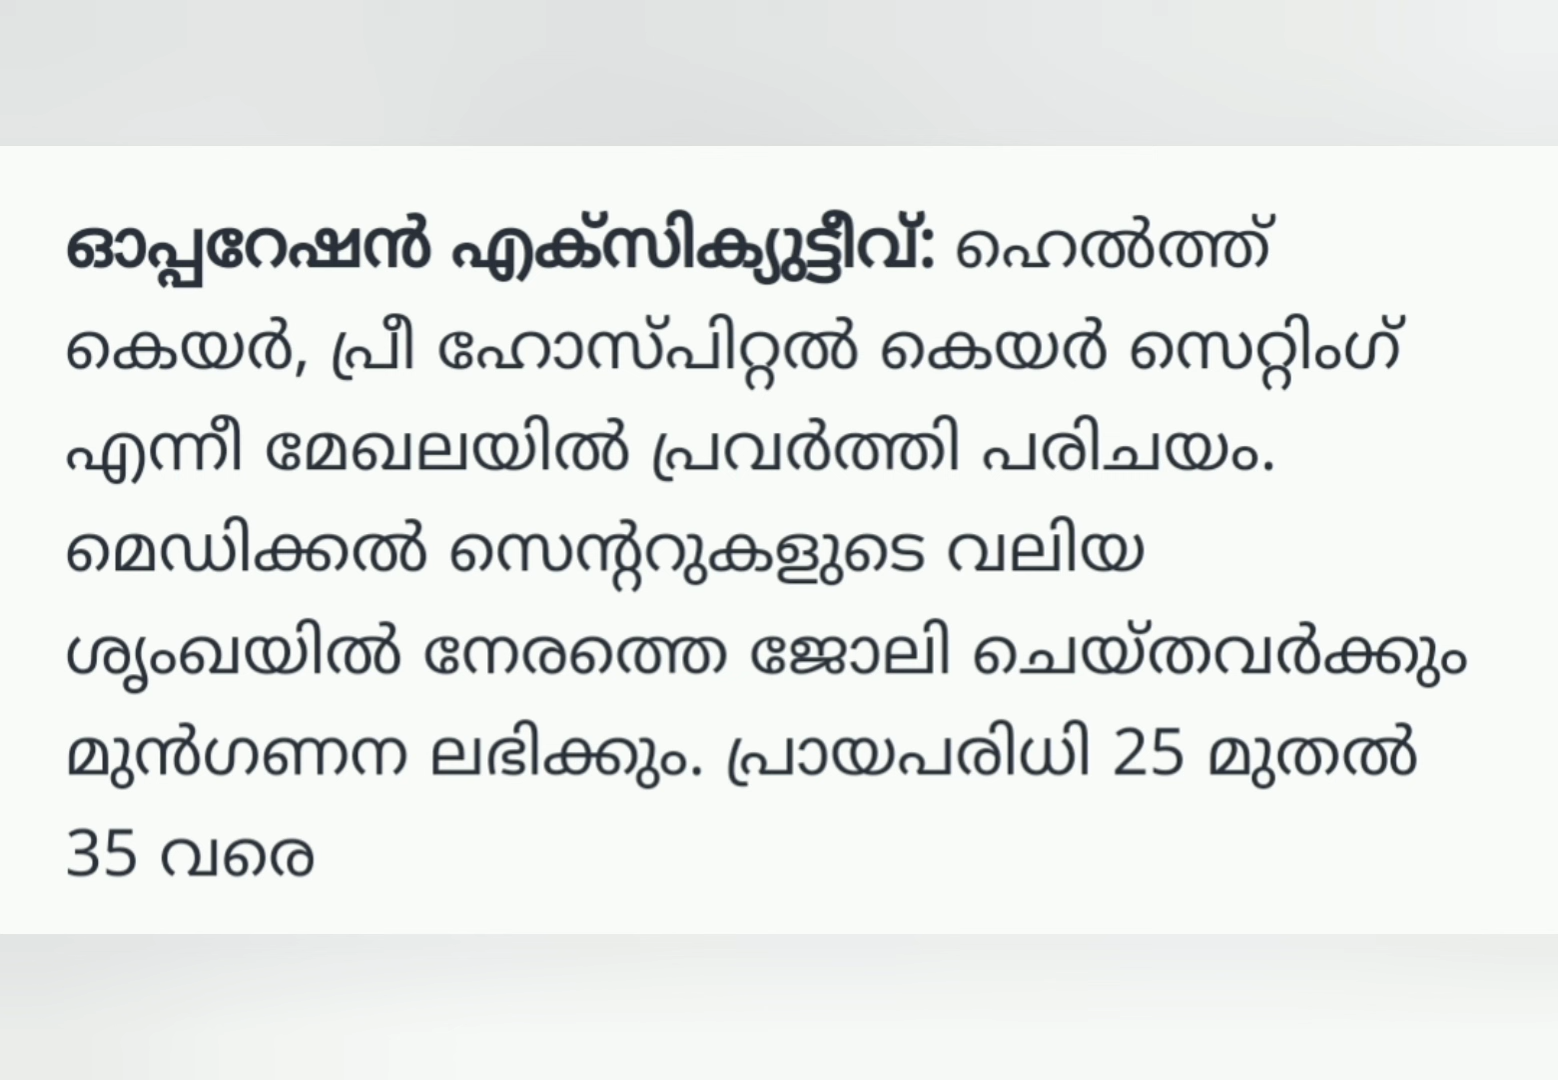 ഓപ്പറേഷൻ എക്സിക്യുട്ടീവ്: ഹെൽത്ത്
കെയർ, പ്രീ ഹോസ്പിറ്റൽ കെയർ സെറ്റിംഗ്
എന്നീ മേഖലയിൽ പ്രവർത്തി പരിചയം.
മെഡിക്കൽ സെന്ററുകളുടെ വലിയ
ശൃംഖയിൽ നേരത്തെ ജോലി ചെയ്തവർക്കും
മുൻഗണന ലഭിക്കും. പ്രായപരിധി 25 മുതൽ
35 വരെ